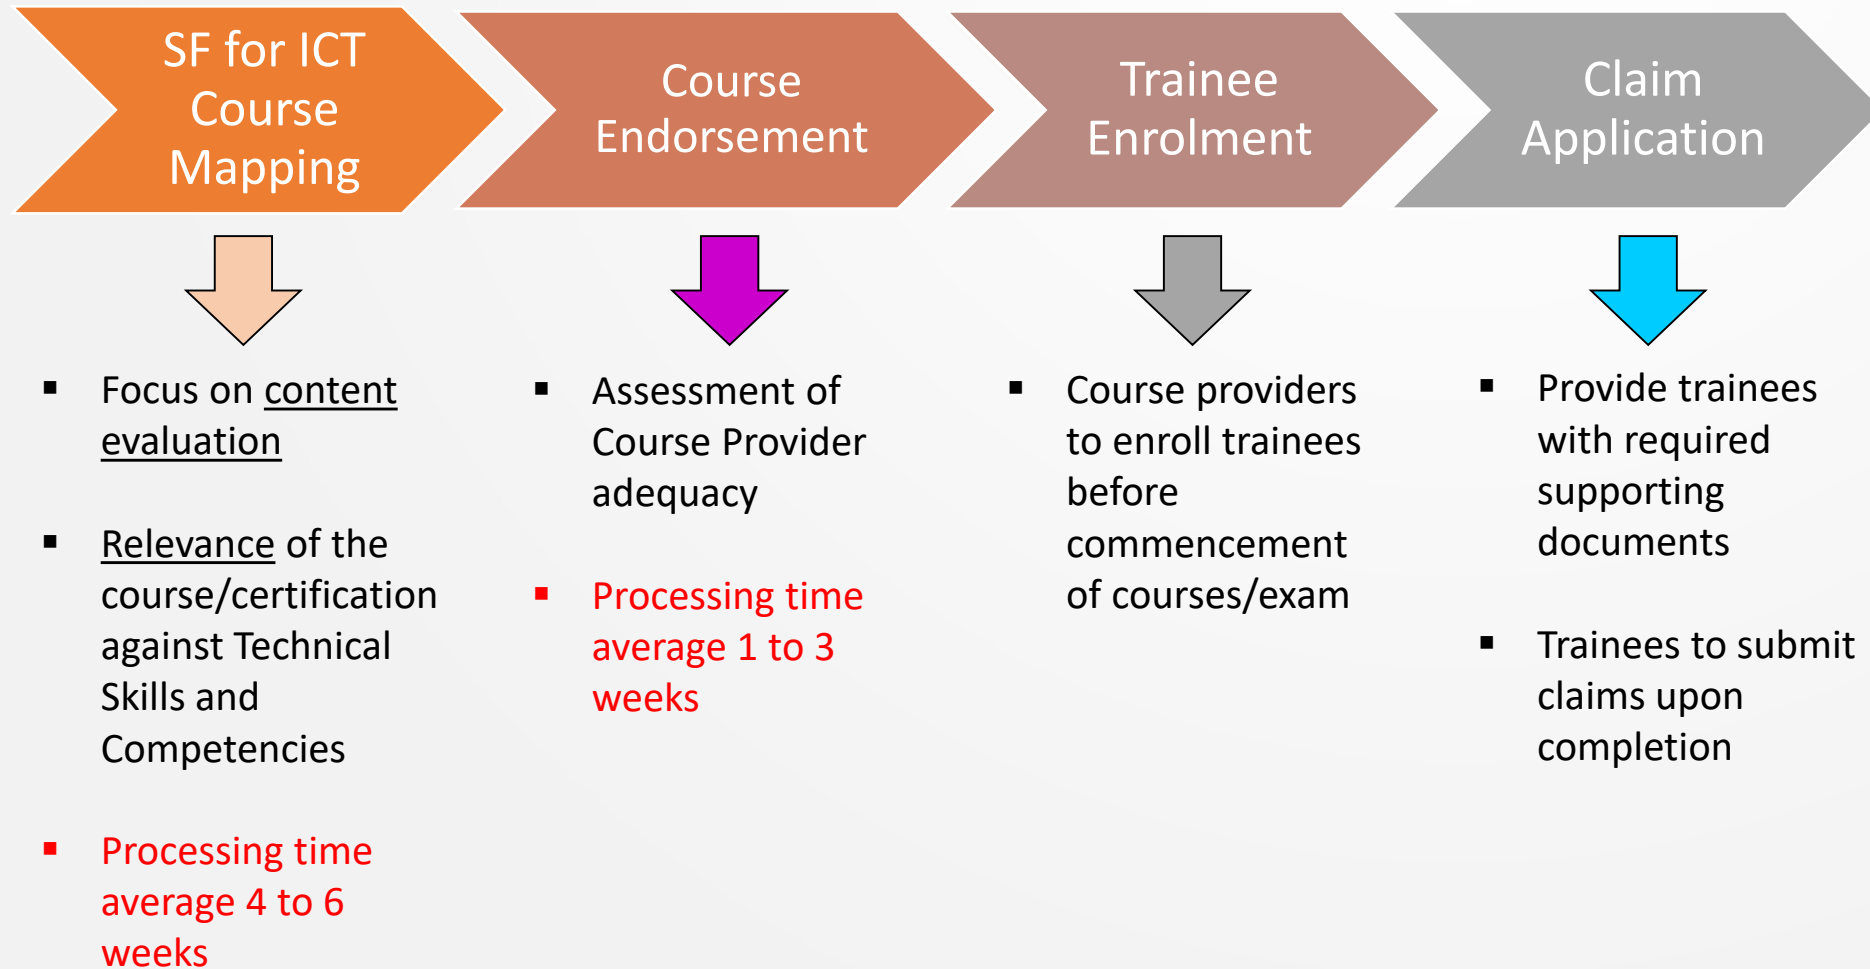 SF for ICT
Course
Mapping
Course
Endorsement
Trainee
Enrolment
Claim
Application
▪ Focus on content
evaluation
▪ Relevance of the
course/certification
against Technical
Skills and
Competencies
▪ Processing time
average 4 to 6
weeks
▪ Assessment of
Course Provider
adequacy
▪ Processing time
average 1 to 3
weeks
▪ Course providers
to enroll trainees
before
commencement
of courses/exam
▪ Provide trainees
with required
supporting
documents
▪ Trainees to submit
claims upon
completion